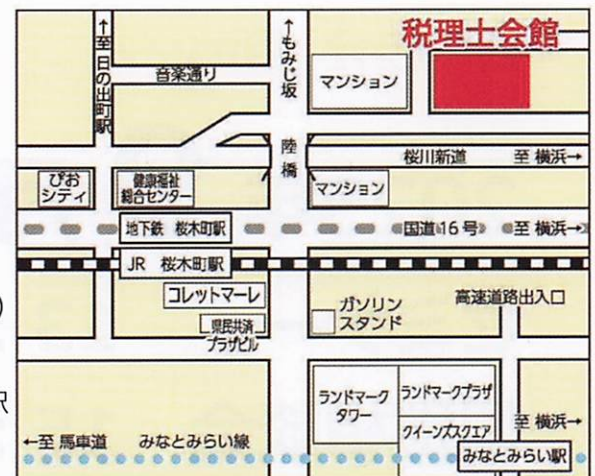 ←至日の出町駅
←もみじ坂
税理士会館
音楽通り
マンション
陸橋
桜川新道
至 横浜→
ぴお
シティ
健康福祉
総合センター
マンション
地下鉄 桜木町駅
国道16号
至 横浜→
JR 桜木町駅
コレットマーレ
県民共済
プラザビル
ガソリン
スタンド
高速道路出入口
)
駅
ランドマーク
タワー
ランドマークプラザ
クイーンズスクエア
至 横浜→
←至 馬車道
みなとみらい線
みなとみらい駅